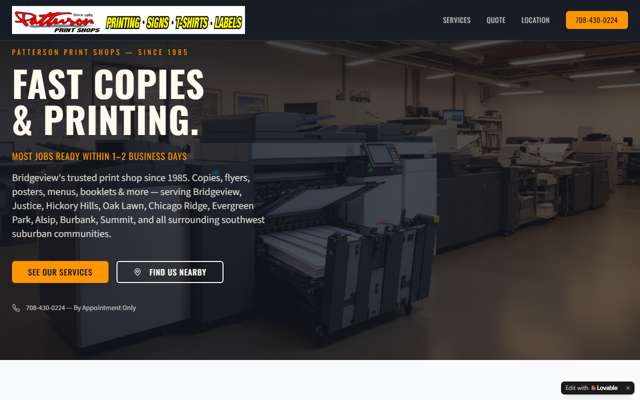 Patterson
Since 1985
PRINT SHOPS
PRINTING • SIGNS • T-SHIRTS • LABELS
SERVICES
QUOTE
LOCATION
708-430-0224
PATTERSON PRINT SHOPS — SINCE 1985
FAST COPIES
& PRINTING.
MOST JOBS READY WITHIN 1–2 BUSINESS DAYS
Bridgeview's trusted print shop since 1985. Copies, flyers,
posters, menus, booklets & more — serving Bridgeview,
Justice, Hickory Hills, Oak Lawn, Chicago Ridge, Evergreen
Park, Alsip, Burbank, Summit, and all surrounding southwest
suburban communities.
SEE OUR SERVICES
FIND US NEARBY
708-430-0224 — By Appointment Only
Edit with Lovable ×